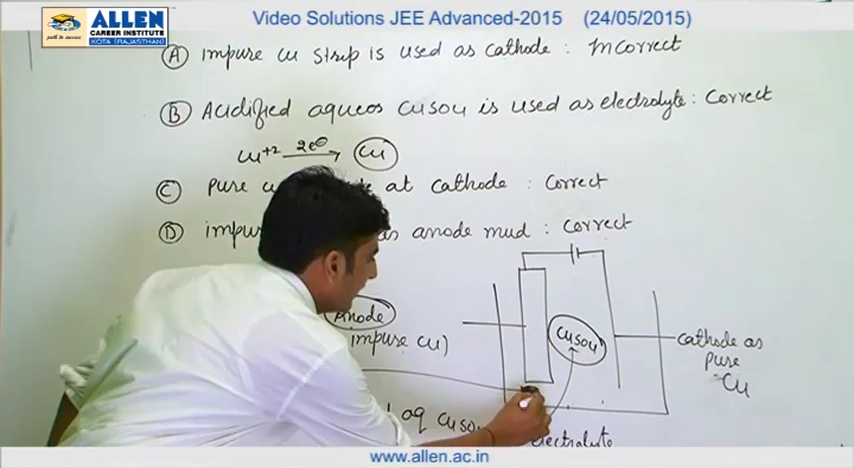 ALLEN
CAREER INSTITUTE
KOTA (RAJASTHAN)
path to success
Video Solutions JEE Advanced-2015 (24/05/2015)
(A) Impure Cu strip is used as cathode : Incorrect
(B) Acidified aqueos CuSO4 is used as electrolyte : Correct
Cu+2 2e⊖ → Cu
(C) pure at cathode : Correct
(D) anode mud : Correct
Anode
impure Cu)
CuSO4
cathode as
pure
Cu
aq CuSO4
electrolyte
www.allen.ac.in